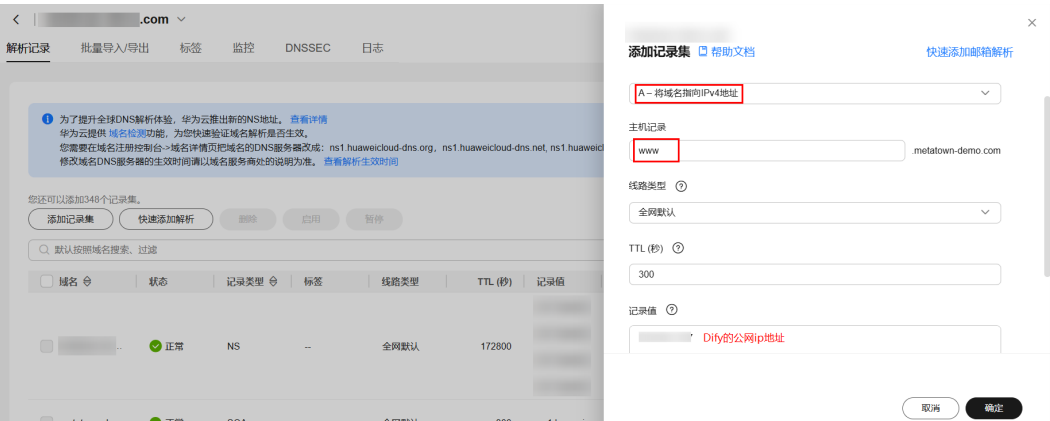 .com
解析记录 批量导入/导出 标签 监控 DNSSEC 日志
为了提升全球DNS解析体验，华为云推出新的NS地址。 查看详情
华为云提供 域名检测功能，为您快速验证域名解析是否生效。
您需要在域名注册控制台->域名详情页把域名的DNS服务器改成：ns1.huaweicloud-dns.org，ns1.huaweicloud-dns.net, ns1.huaweicl
修改域名DNS服务器的生效时间请以域名服务商处的说明为准。 查看解析生效时间
您还可以添加348个记录集。
添加记录集 快速添加解析 删除 启用 暂停
默认按照域名搜索、过滤
域名 状态 记录类型 标签 线路类型 TTL (秒) 记录值
.. 正常 NS -- 全网默认 172800
添加记录集 帮助文档 快速添加邮箱解析
A – 将域名指向IPv4地址
主机记录
www .metatown-demo.com
线路类型
全网默认
TTL (秒)
300
记录值
Dify的公网ip地址
取消 确定